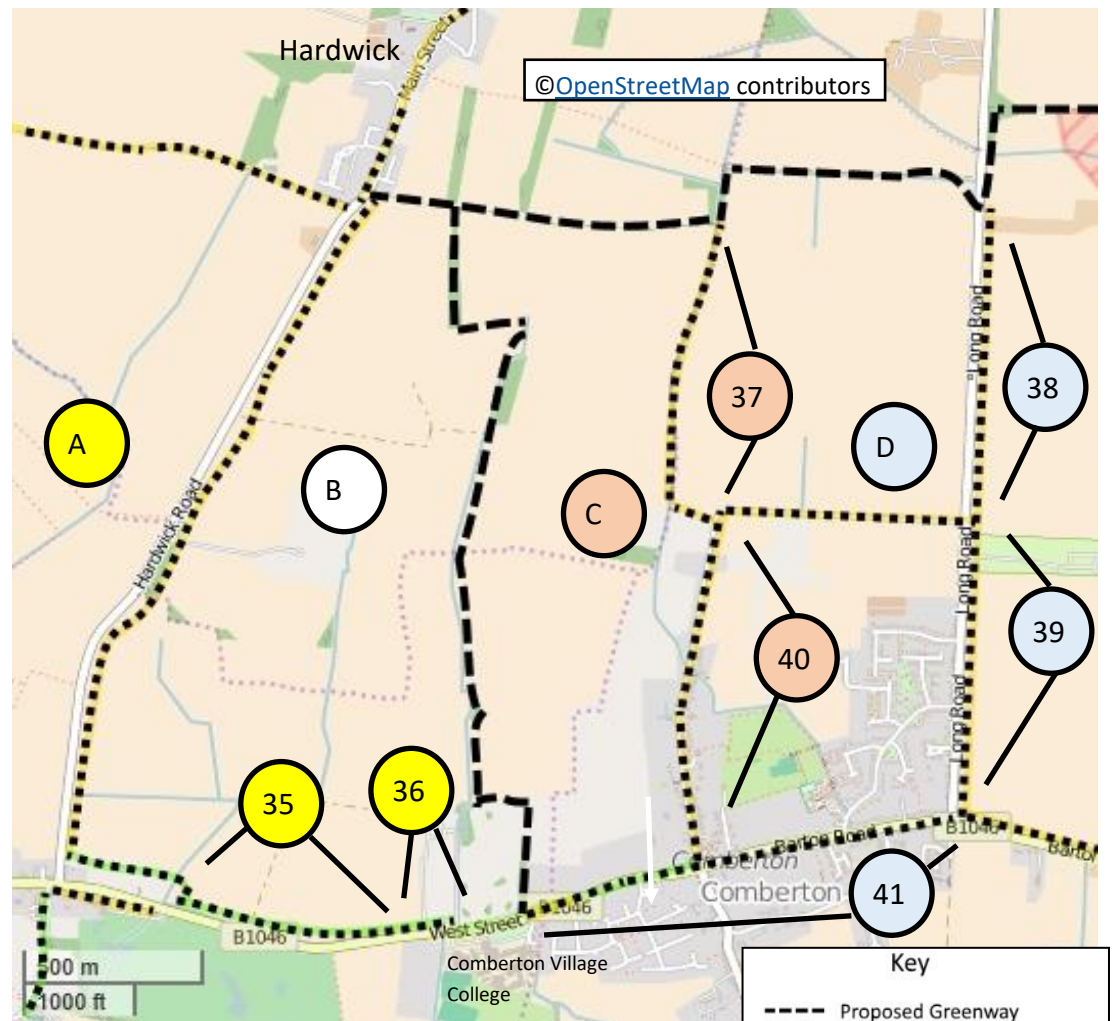 Hardwick
Main Street
©OpenStreetMap contributors
Long Road
37
38
A
D
B
C
Hardwick Road
Long Road
39
40
Long Road
35
36
Barton Road
B1046
Barto
Comberton
Comberton
B1046
41
B1046
West Street
500 m
1000 ft
Comberton Village
College
Key
Proposed Greenway